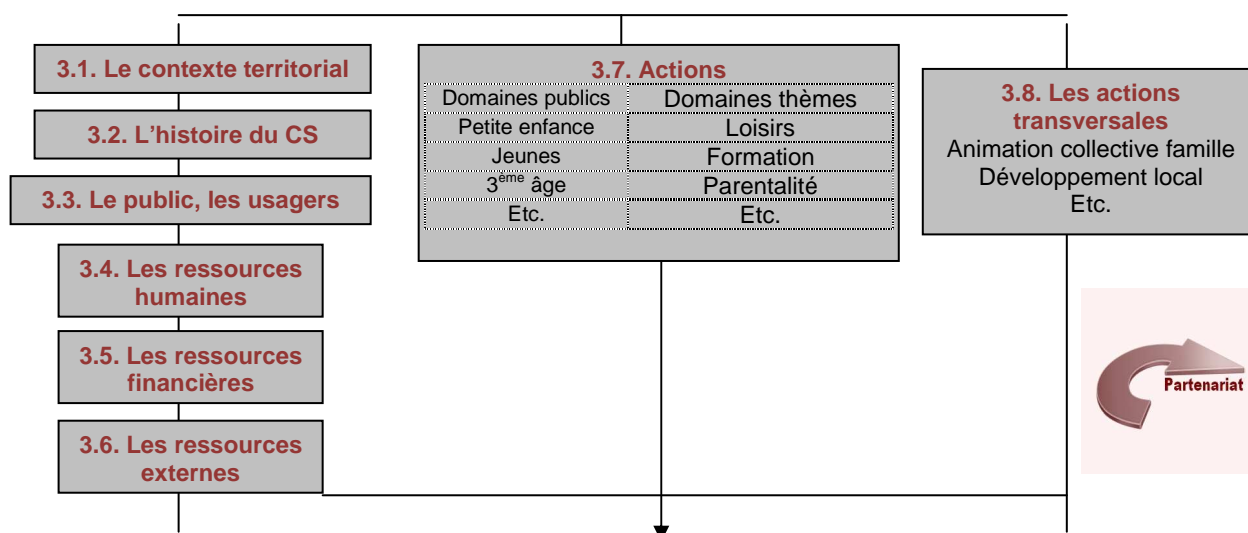 3.1. Le contexte territorial
3.2. L'histoire du CS
3.3. Le public, les usagers
3.4. Les ressources
humaines
3.5. Les ressources
financières
3.6. Les ressources
externes
3.7. Actions
Domaines publics Domaines thèmes
Petite enfance Loisirs
Jeunes Formation
3ème âge Parentalité
Etc. Etc.
3.8. Les actions
transversales
Animation collective famille
Développement local
Etc.
Partenariat